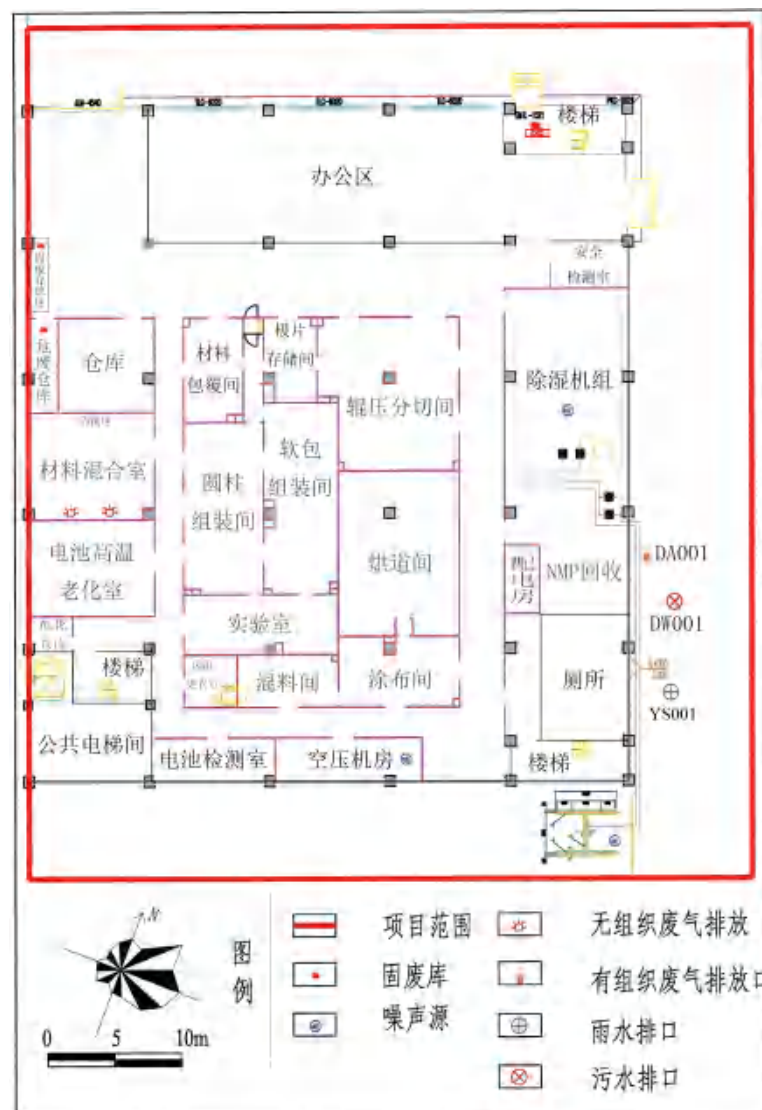 楼梯
办公区
安全
检测室
仓库
危废仓库
材料
包覆间
极片
存储间
辊压分切间
除湿机组
材料混合室
圆柱
组装间
软包
组装间
电池高温
老化室
烘道间
配电房
NMP回收
DA001
DW001
实验室
楼梯
混料间
涂布间
厕所
YS001
公共电梯间
电池检测室
空压机房
楼梯
N
图例
项目范围
无组织废气排放
固废库
有组织废气排放口
噪声源
雨水排口
污水排口
0 5 10m